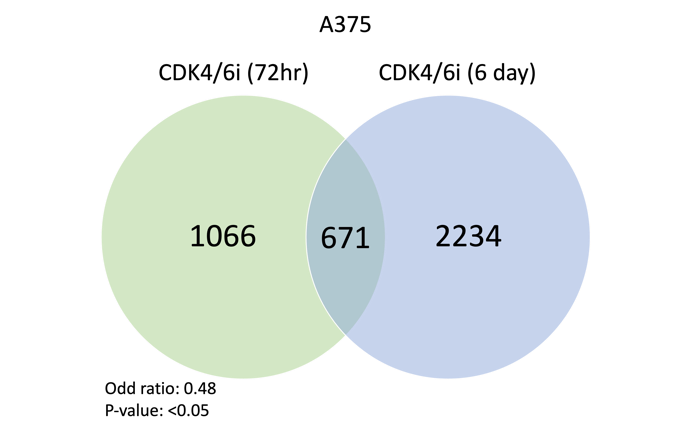 A375
CDK4/6i (72hr) CDK4/6i (6 day)
1066 671 2234
Odd ratio: 0.48
P-value: <0.05